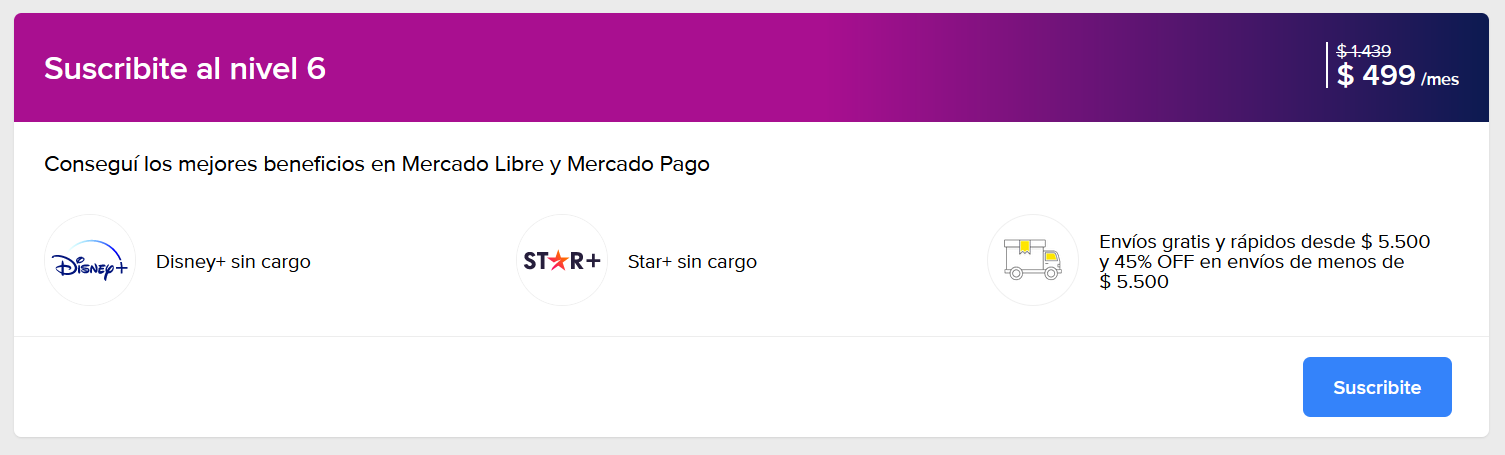 Suscribite al nivel 6
$ 1.439
$ 499 /mes
Conseguí los mejores beneficios en Mercado Libre y Mercado Pago
Disney+
Disney+ sin cargo
STAR+
Star+ sin cargo
Envíos gratis y rápidos desde $ 5.500
y 45% OFF en envíos de menos de
$ 5.500
Suscribite